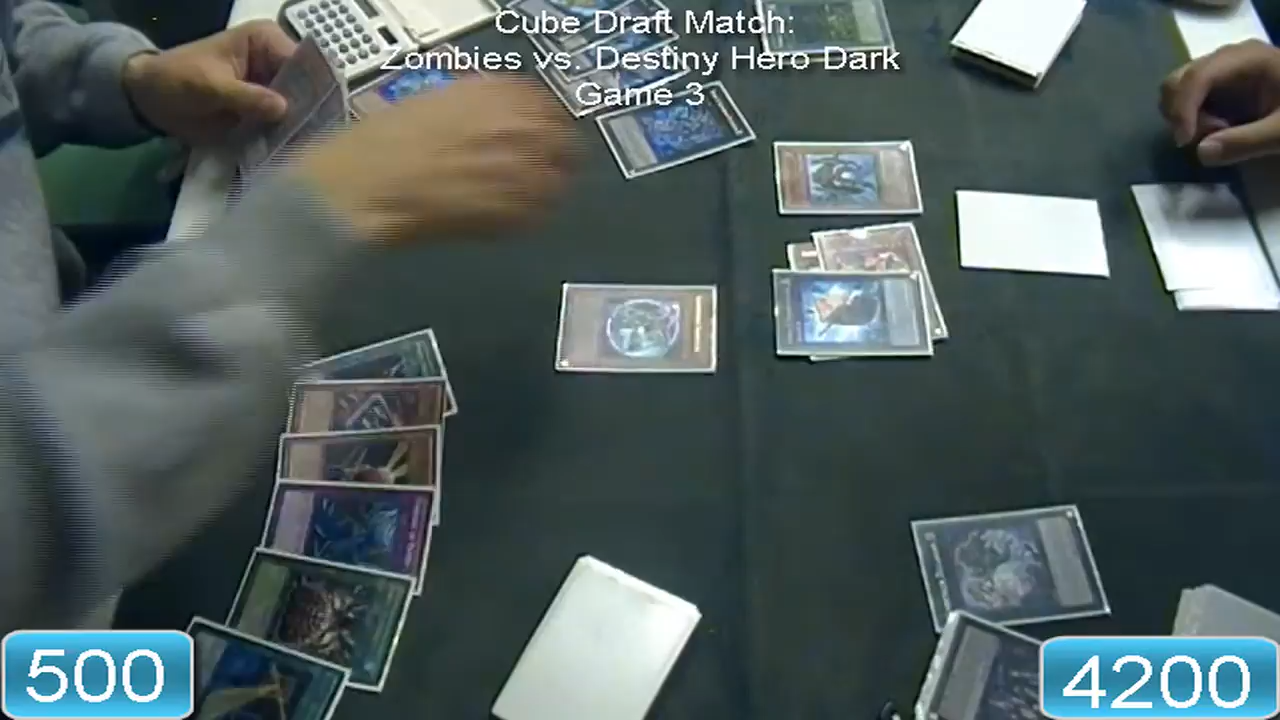 Cube Draft Match:
Zombies vs. Destiny Hero Dark
Game 3
500
4200